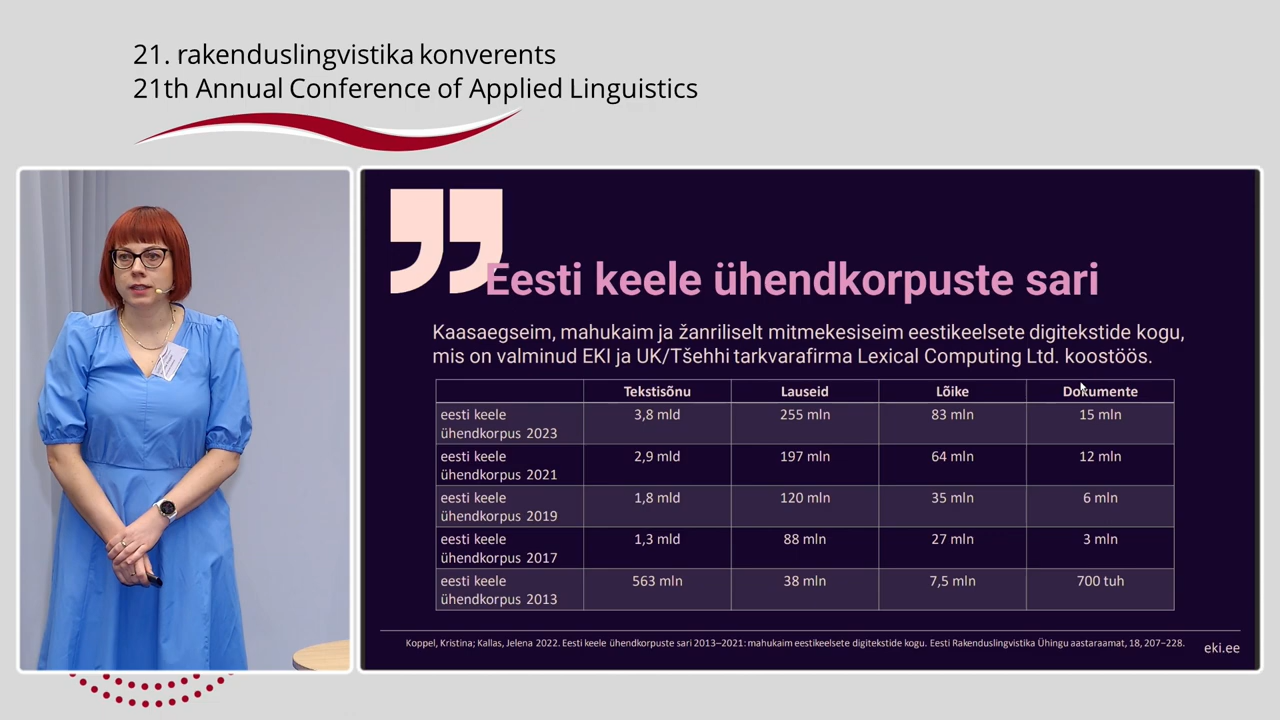 21. rakenduslingvistika konverents
21th Annual Conference of Applied Linguistics
Eesti keele ühendkorpuste sari
Kaasaegseim, mahukaim ja žanriliselt mitmekesiseim eestikeelsete digitekstide kogu,
mis on valminud EKI ja UK/Tšehhi tarkvarafirma Lexical Computing Ltd. koostöös.
Tekstisõnu Lauseid Lõike Dokumente
eesti keele
ühendkorpus 2023 3,8 mld 255 mln 83 mln 15 mln
eesti keele
ühendkorpus 2021 2,9 mld 197 mln 64 mln 12 mln
eesti keele
ühendkorpus 2019 1,8 mld 120 mln 35 mln 6 mln
eesti keele
ühendkorpus 2017 1,3 mld 88 mln 27 mln 3 mln
eesti keele
ühendkorpus 2013 563 mln 38 mln 7,5 mln 700 tuh
Koppel, Kristina; Kallas, Jelena 2022. Eesti keele ühendkorpuste sari 2013–2021: mahukaim eestikeelsete digitekstide kogu. Eesti Rakenduslingvistika Ühingu aastaraamat, 18, 207–228.
eki.ee